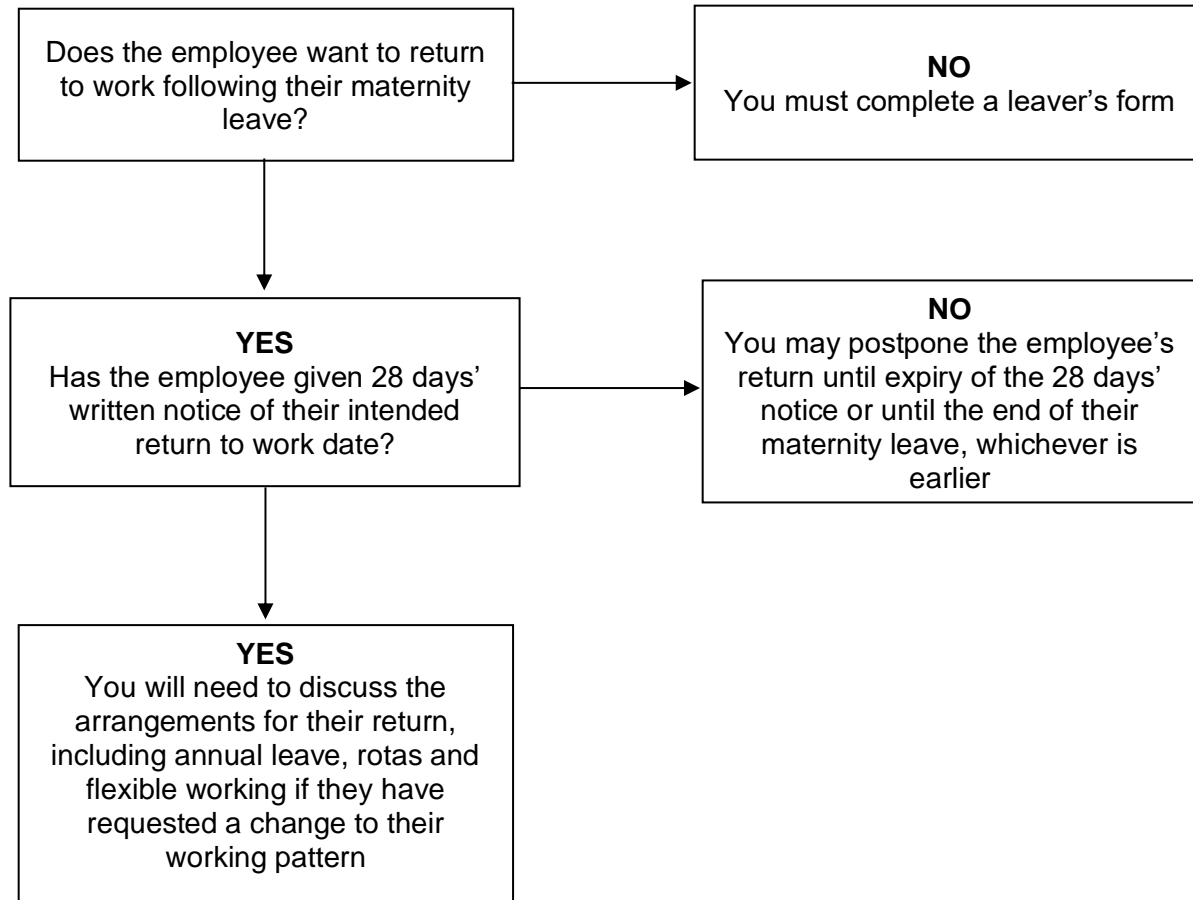 Does the employee want to return
to work following their maternity
leave?
NO
You must complete a leaver’s form
YES
Has the employee given 28 days’
written notice of their intended
return to work date?
NO
You may postpone the employee’s
return until expiry of the 28 days’
notice or until the end of their
maternity leave, whichever is
earlier
YES
You will need to discuss the
arrangements for their return,
including annual leave, rotas and
flexible working if they have
requested a change to their
working pattern